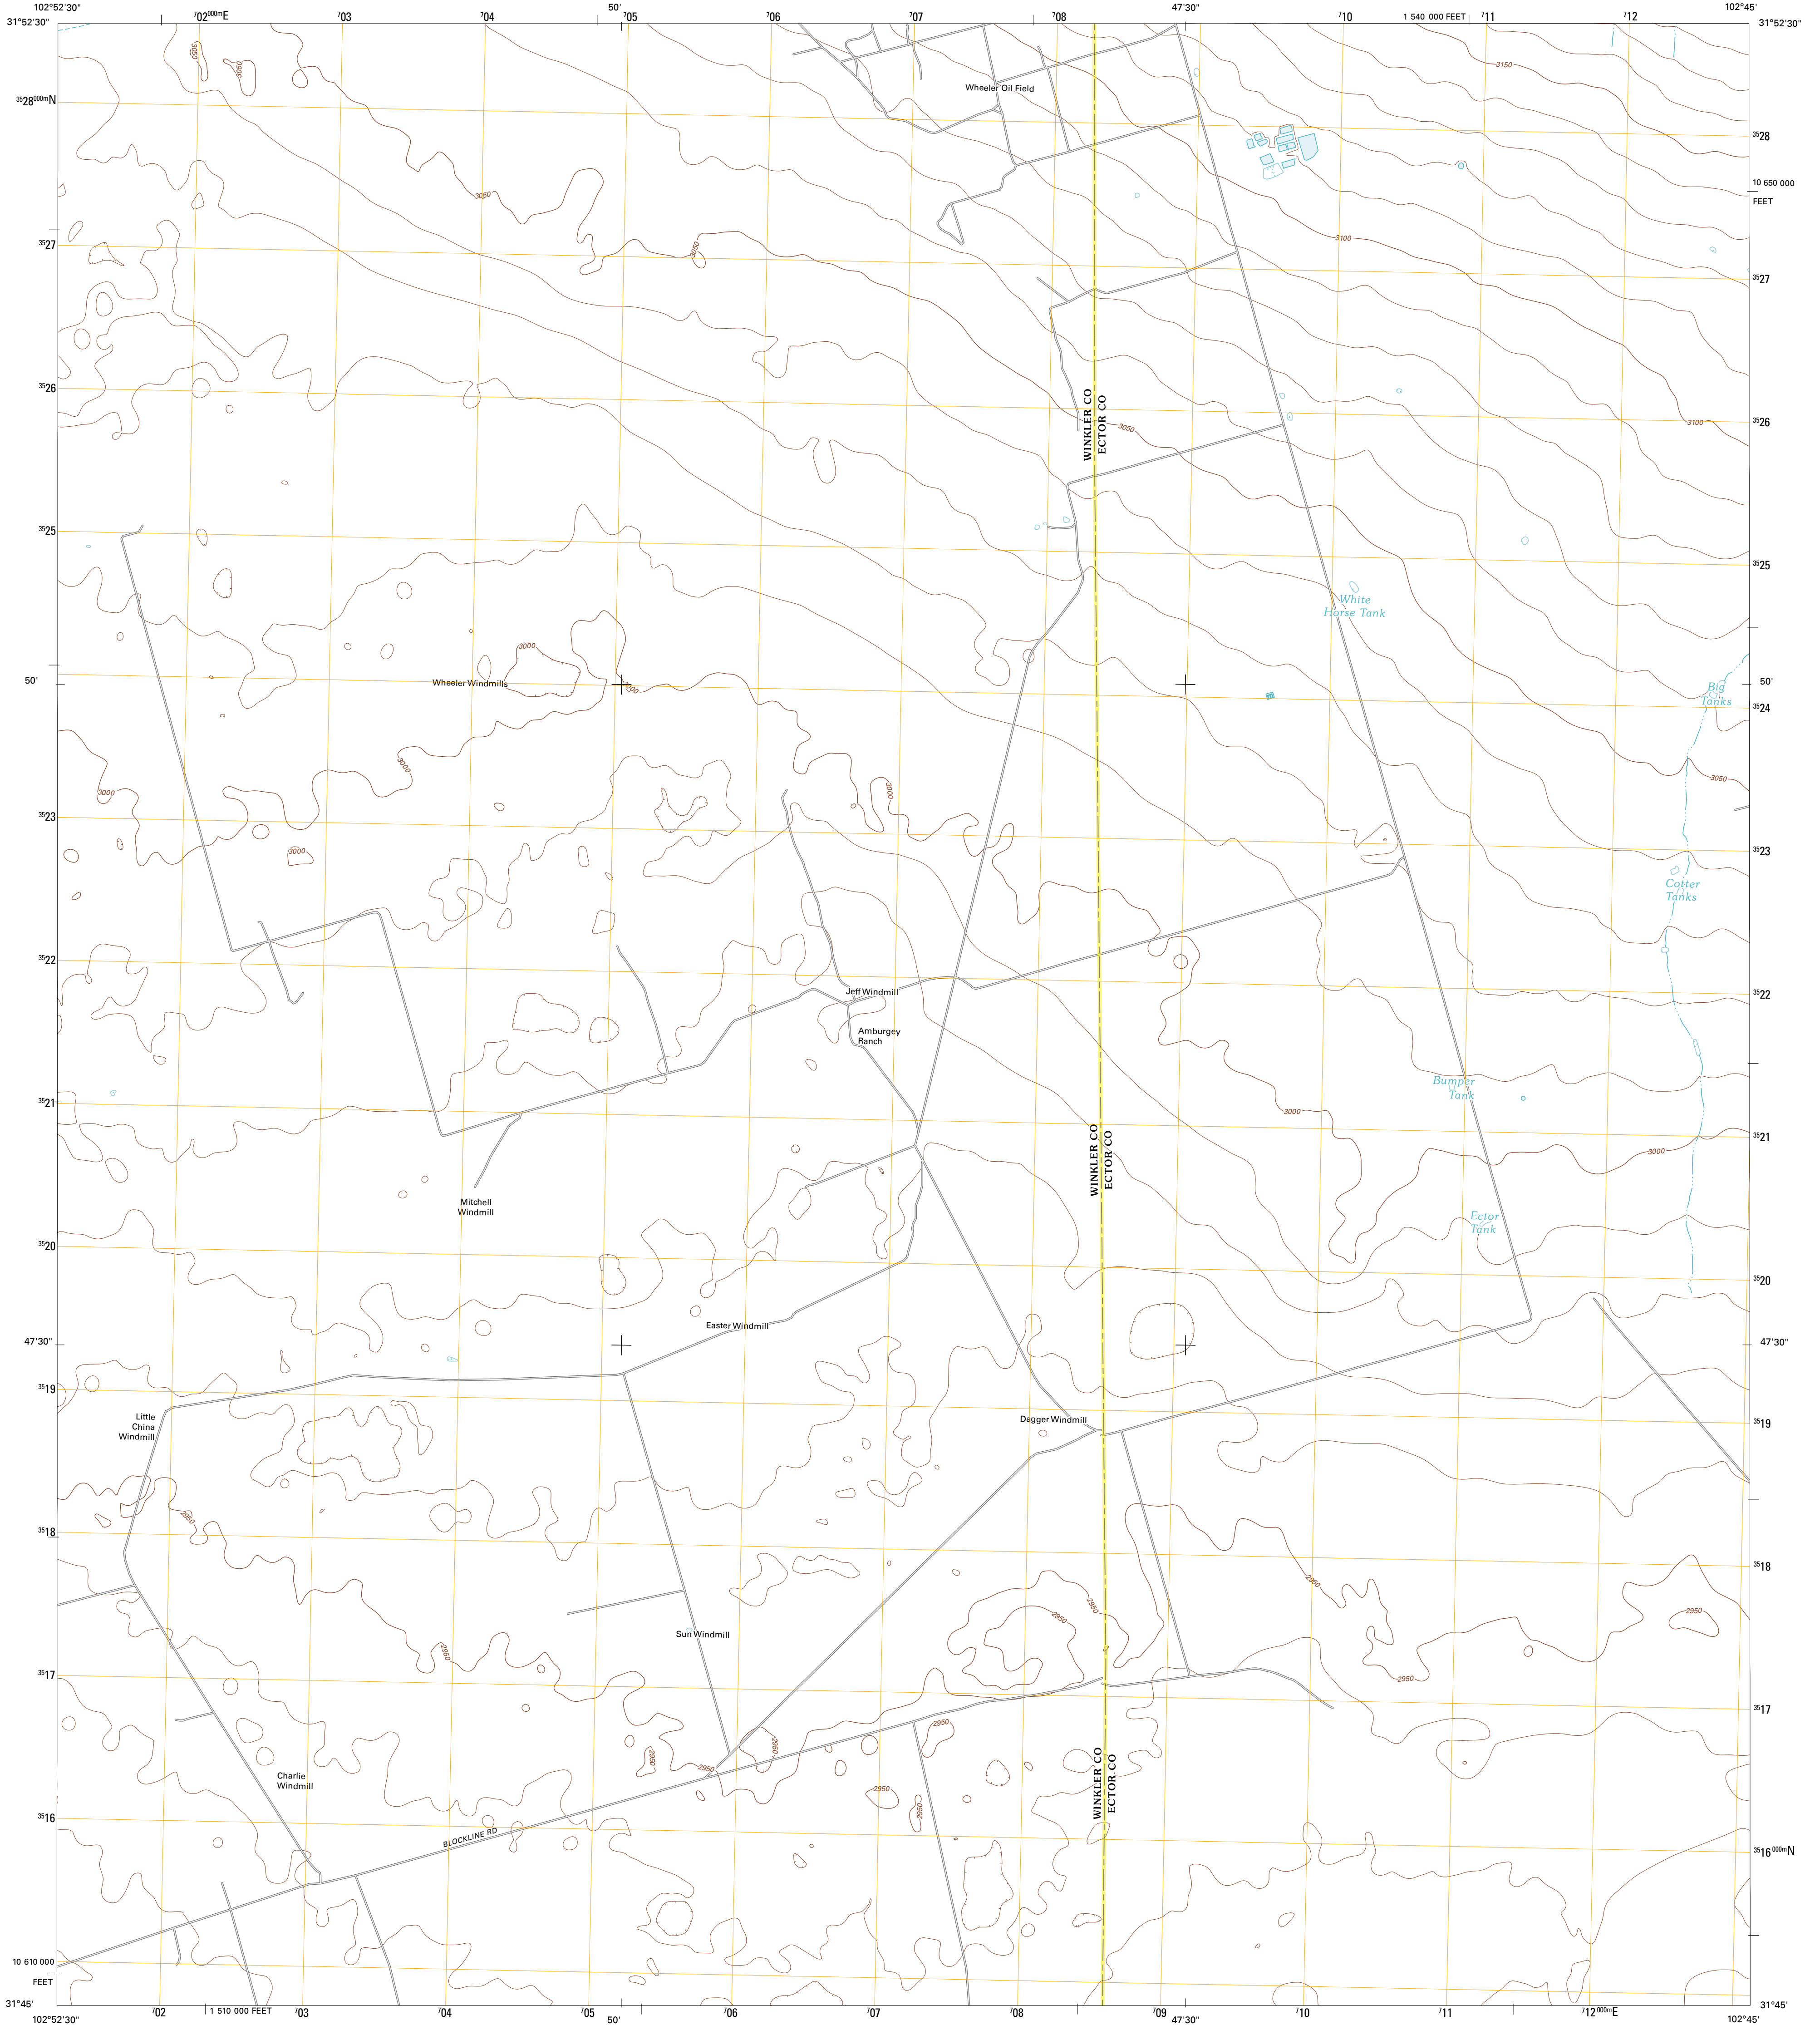 102°52'30"
702000mE
703
704
50'
705
706
707
708
47'30"
710
1 540 000 FEET
711
712
102°45'
31°52'30"
31°52'30"
3050
3050
3150
Wheeler Oil Field
3528000mN
3528
10 650 000
FEET
3050
3100
3527
3050
3527
3526
WINKLER CO
ECTOR CO
3050
3100
3526
3525
3525
White
Horse Tank
3000
50'
Wheeler Windmills
3000
50'
Big
Tanks
3524
3000
3050
3000
3000
3523
3000
3523
Cotter
Tanks
3522
Jeff Windmill
3522
Amburgey
Ranch
Bumper
Tank
3521
3000
WINKLER CO
ECTOR CO
3521
3000
Mitchell
Windmill
Ector
Tank
3520
3520
Easter Windmill
47'30"
47'30"
3519
Little
China
Windmill
Dagger Windmill
3519
2950
3518
3518
2950
2950
2950
2950
Sun Windmill
2950
3517
2950
3517
2950
2950
2950
2950
WINKLER CO
ECTOR CO
Charlie
Windmill
2950
2950
3516
BLOCKLINE RD
3516000mN
10 610 000
FEET
31°45'
31°45'
702
1 510 000 FEET
703
704
705
706
707
708
709
710
711
712000mE
102°52'30"
50'
47'30"
102°45'